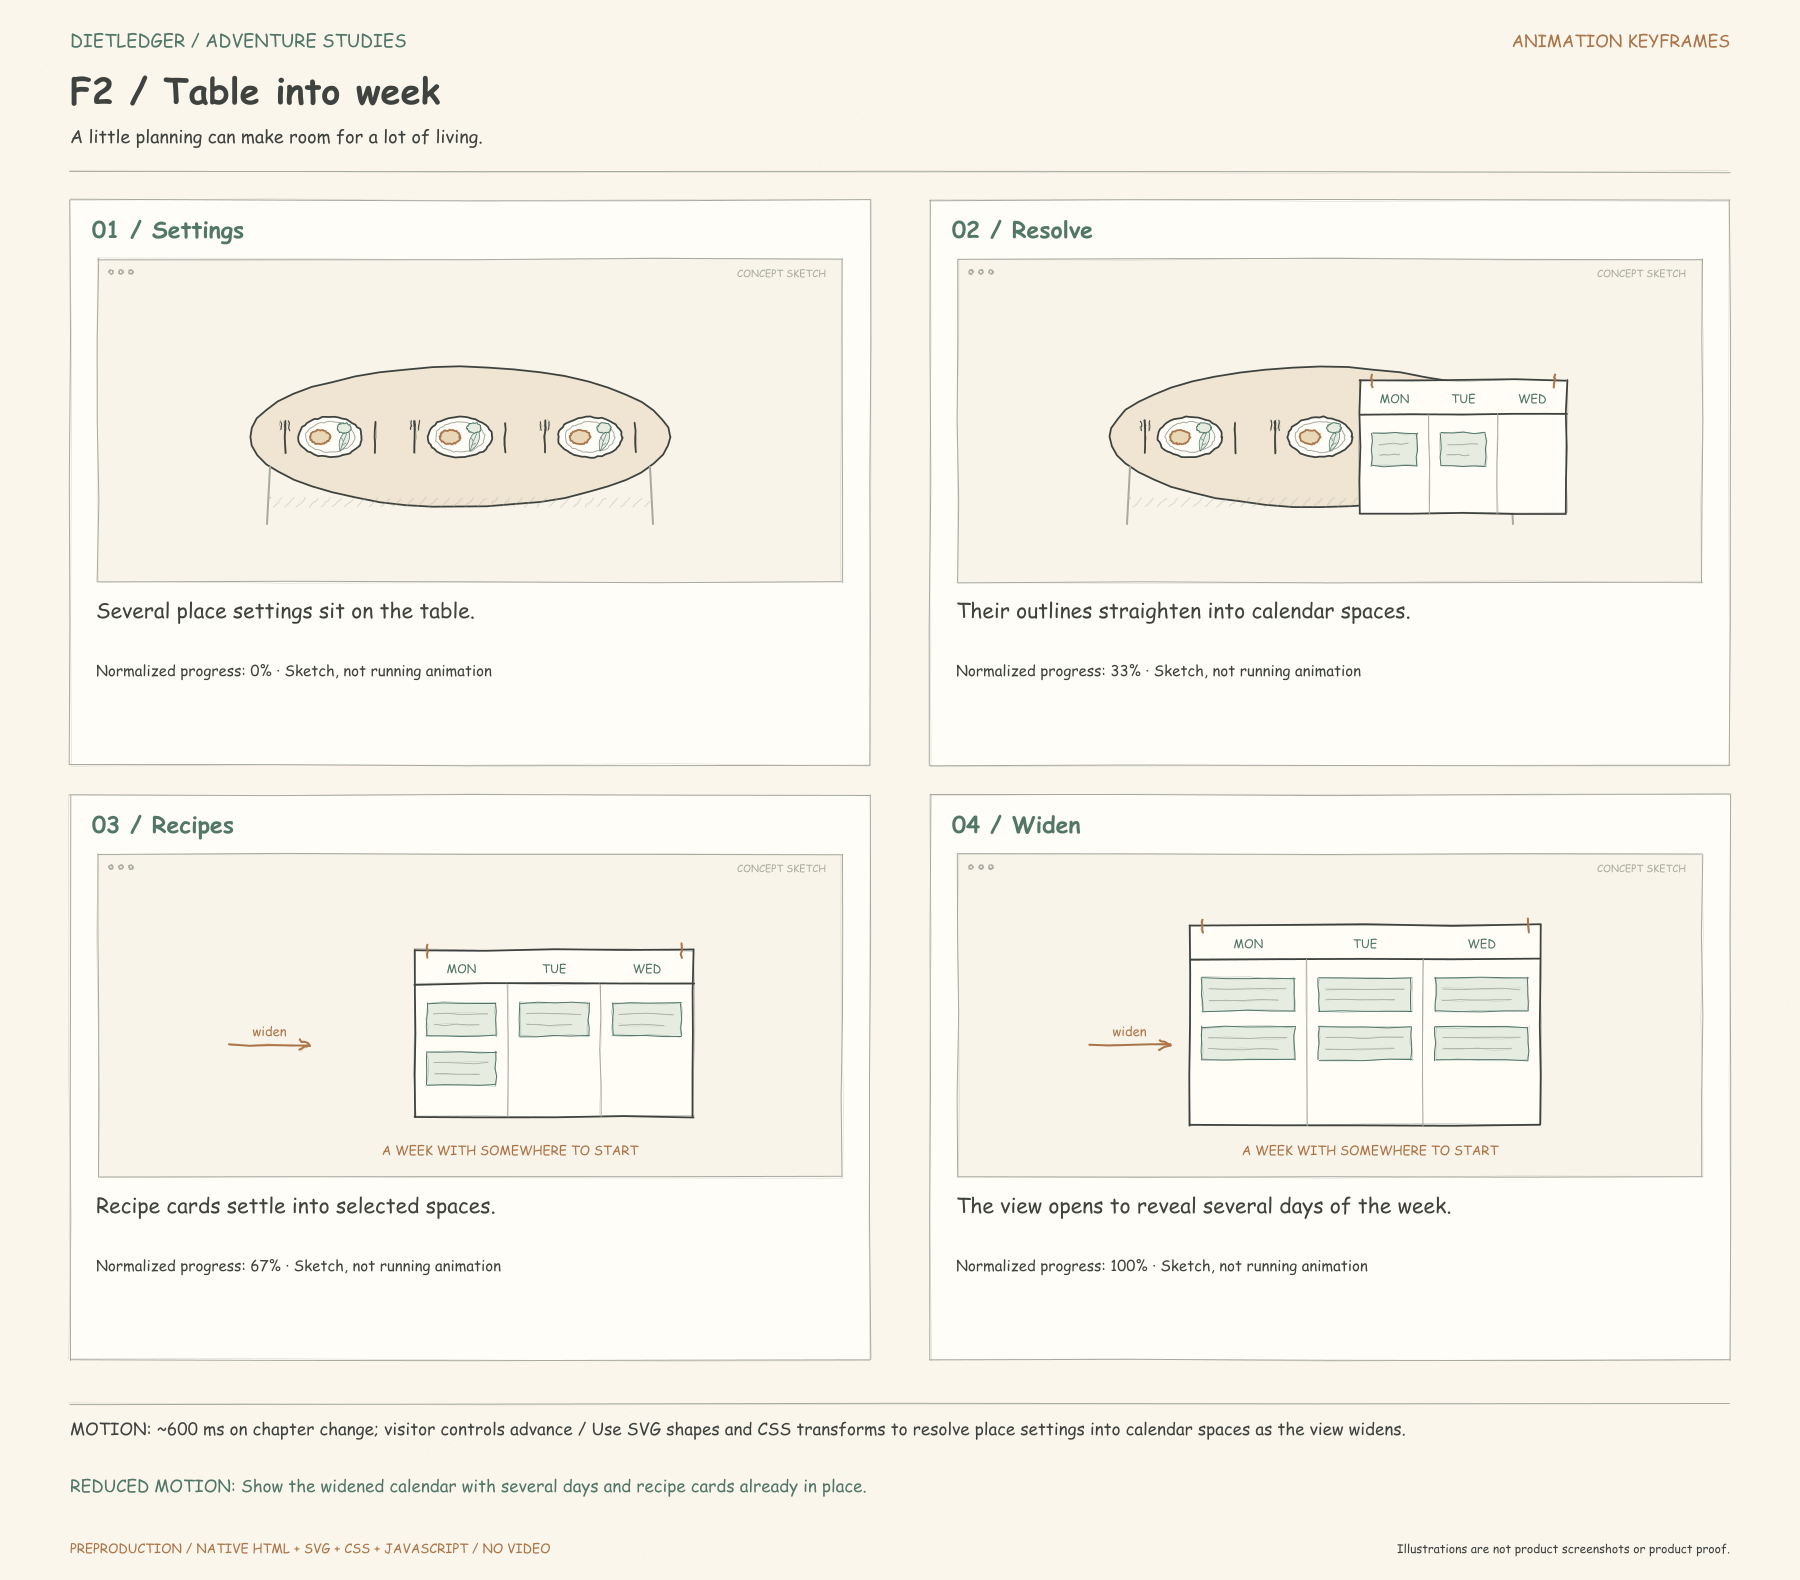 DIETLEDGER / ADVENTURE STUDIES
ANIMATION KEYFRAMES
F2 / Table into week
A little planning can make room for a lot of living.
01 / Settings
CONCEPT SKETCH
Several place settings sit on the table.
Normalized progress: 0% · Sketch, not running animation
02 / Resolve
CONCEPT SKETCH
MON TUE WED
Their outlines straighten into calendar spaces.
Normalized progress: 33% · Sketch, not running animation
03 / Recipes
CONCEPT SKETCH
MON TUE WED
widen
A WEEK WITH SOMEWHERE TO START
Recipe cards settle into selected spaces.
Normalized progress: 67% · Sketch, not running animation
04 / Widen
CONCEPT SKETCH
MON TUE WED
widen
A WEEK WITH SOMEWHERE TO START
The view opens to reveal several days of the week.
Normalized progress: 100% · Sketch, not running animation
MOTION: ~600 ms on chapter change; visitor controls advance / Use SVG shapes and CSS transforms to resolve place settings into calendar spaces as the view widens.
REDUCED MOTION: Show the widened calendar with several days and recipe cards already in place.
PREPRODUCTION / NATIVE HTML + SVG + CSS + JAVASCRIPT / NO VIDEO
Illustrations are not product screenshots or product proof.